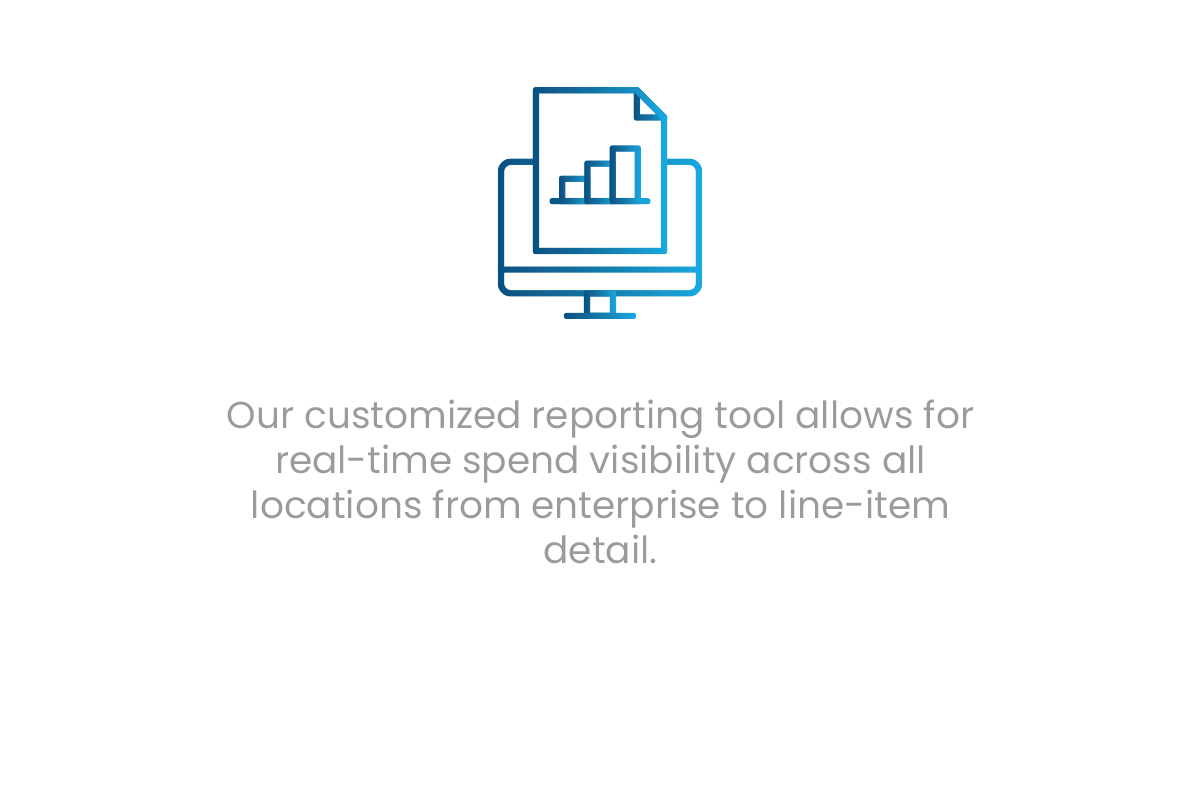 Our customized reporting tool allows for
real-time spend visibility across all
locations from enterprise to line-item
detail.